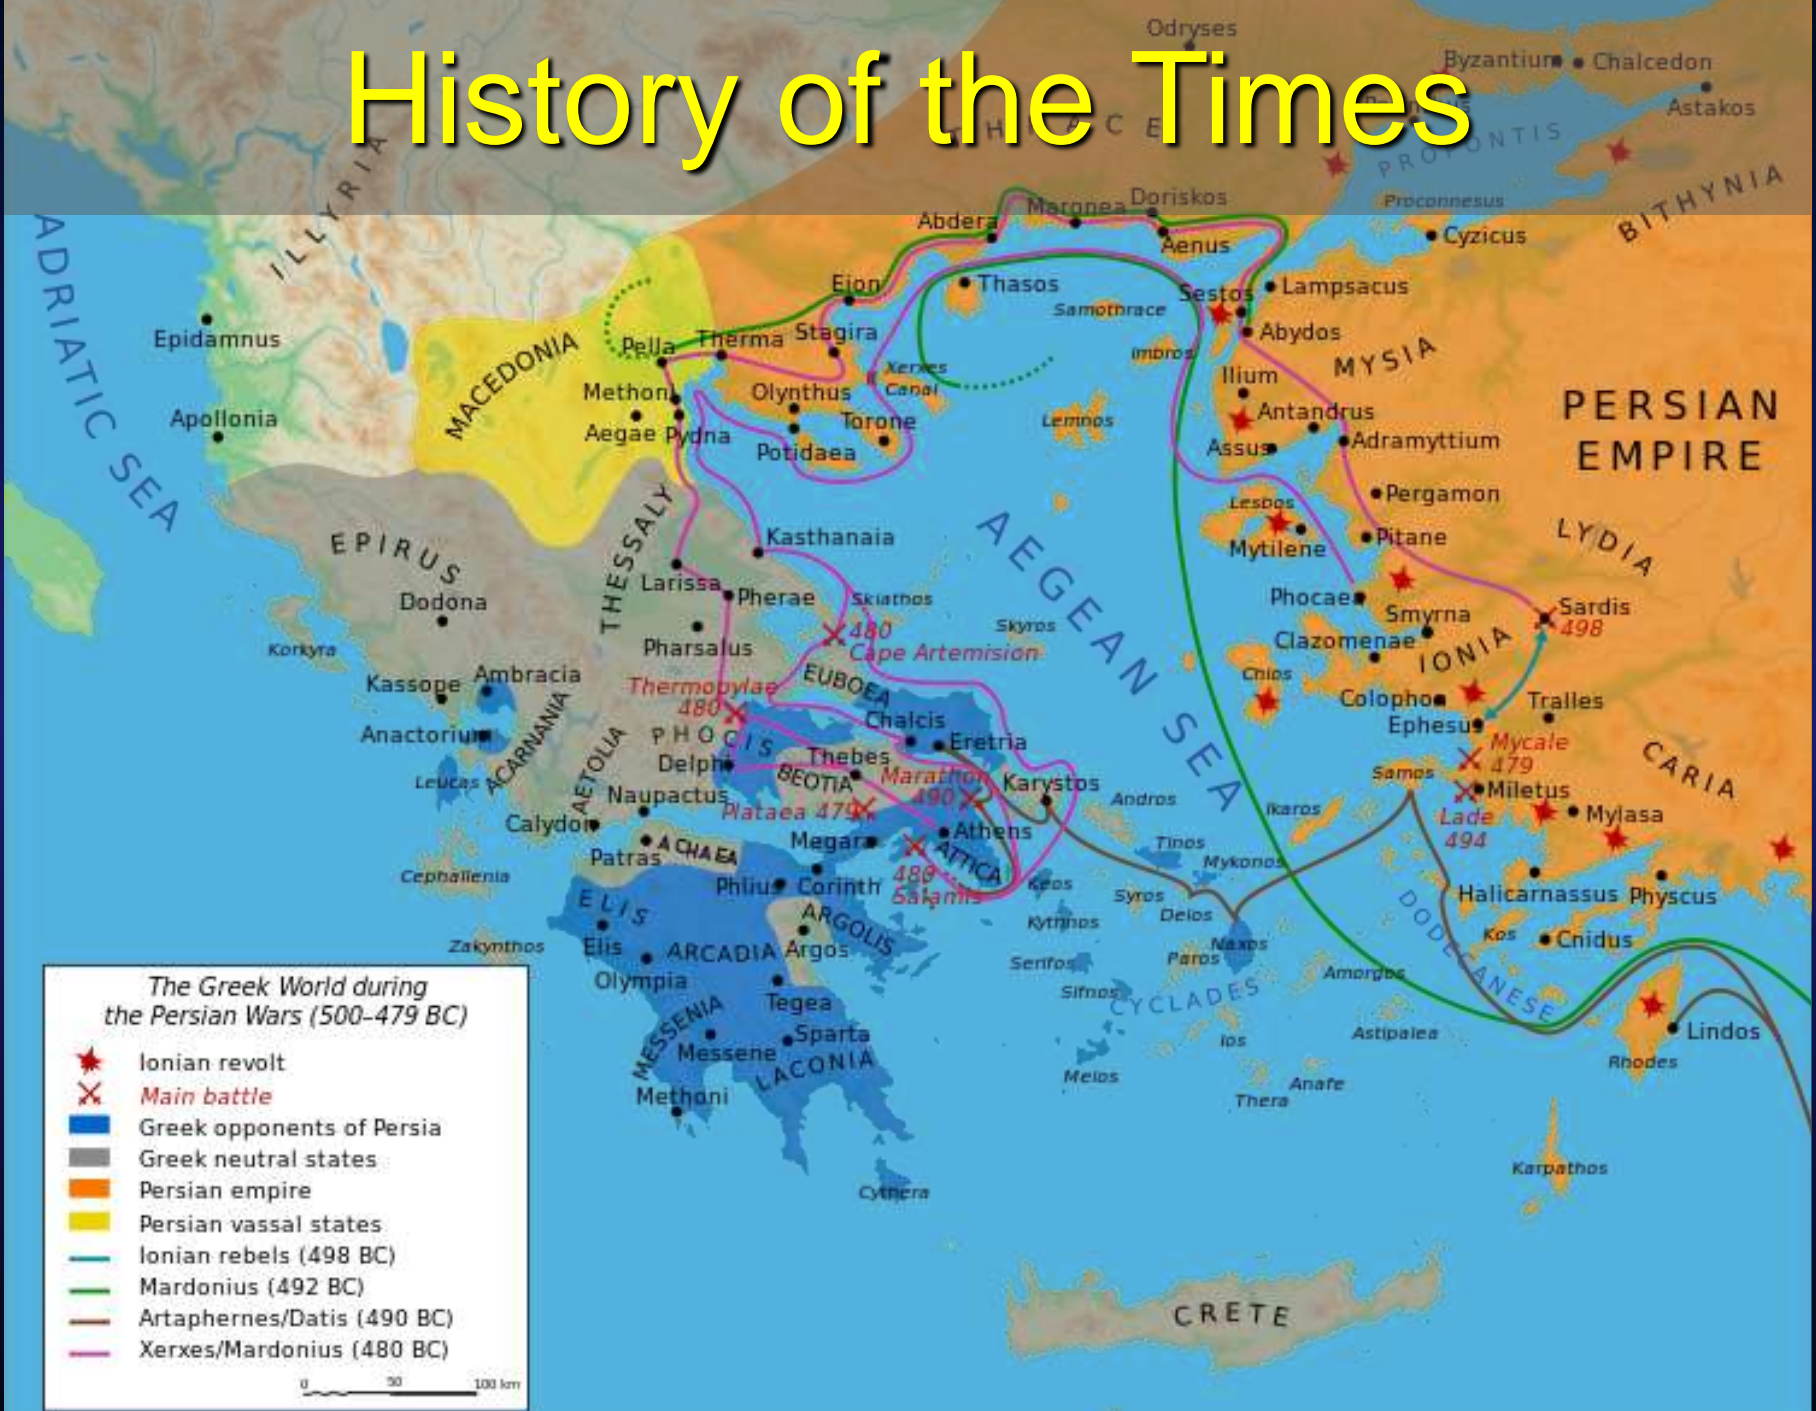 History of the Times
Odryses
Byzantium
Chalcedon
Astakos
THRACE
PROPONTIS
BITHYNIA
ILLYRIA
ADRIATIC SEA
Abdera
Maronea
Doriskos
Aenus
Proconnesus
Cyzicus
Eion
Thasos
Samothrace
Sestos
Lampsacus
Abydos
Epidamnus
MACEDONIA
Pella
Therma
Stagira
Imbros
MYSIA
Xerxes
Canal
Ilium
Methoni
Olynthus
Torone
Lemnos
Antandrus
PERSIAN
EMPIRE
Apollonia
Aegae
Pydna
Potidaea
Assus
Adramyttium
Pergamon
Lesbos
Mytilene
Pitane
LYDIA
EPIRUS
THESSALY
Kasthanaia
AEGEAN SEA
Larissa
Pherae
Skiathos
Dodona
Phocaea
Smyrna
Sardis
498
Skyros
480
Cape Artemision
Clazomenae
IONIA
Korkyra
Pharsalus
EUBOEA
Chios
Kassope
Ambracia
Thermopylae
480
Colophon
Tralles
Anactorium
ACARNANIA
PHOCIS
Chalcis
Eretria
Ephesus
Mycale
479
CARIA
Leucas
AETOLIA
Delphi
Thebes
BEOTIA
Marathon
490
Karystos
Samos
Miletus
Naupactus
Plataea 479
Andros
Ikaros
Lade
494
Mylasa
Calydon
Patras
ACHAEA
Megara
Athens
ATTICA
Tinos
Mykonos
Cephallenia
Phlius
Corinth
480
Salamis
Keos
Syros
Delos
Halicarnassus
Physcus
ELIS
Elis
ARGOLIS
Kythnos
DODECANESE
Zakynthos
ARCADIA
Argos
Naxos
Paros
Kos
Cnidus
Olympia
Serifos
Amorgos
Tegea
Sifnos
CYCLADES
MESSENIA
Messene
Sparta
LACONIA
Ios
Astipalea
Lindos
Rhodes
Methoni
Melos
Anafe
Thera
Karpathos
Cythera
CRETE
The Greek World during
the Persian Wars (500–479 BC)
Ionian revolt
Main battle
Greek opponents of Persia
Greek neutral states
Persian empire
Persian vassal states
Ionian rebels (498 BC)
Mardonius (492 BC)
Artaphernes/Datis (490 BC)
Xerxes/Mardonius (480 BC)
0 50 100 km